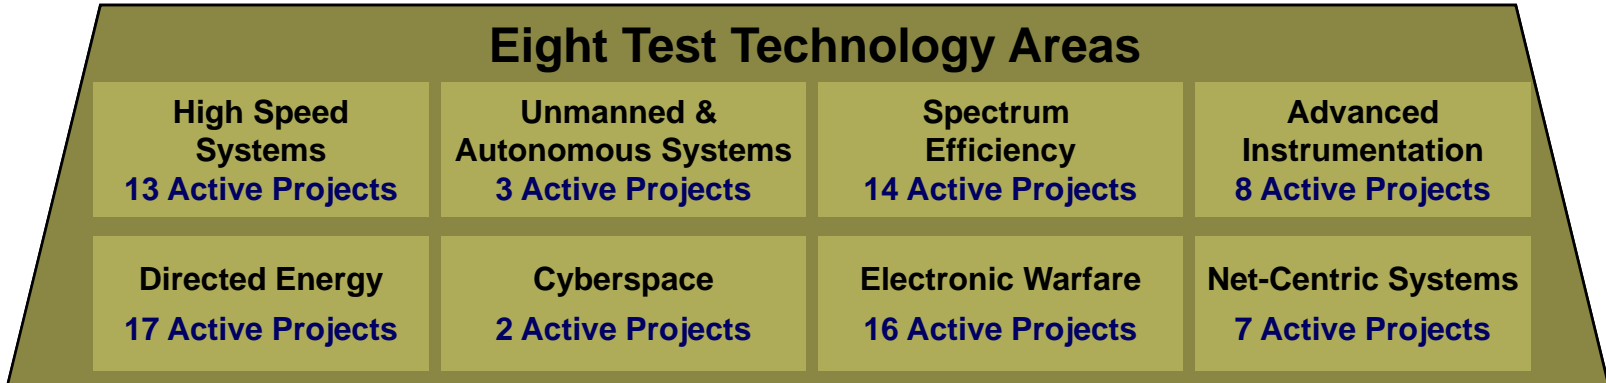 Eight Test Technology Areas
High Speed
Systems
13 Active Projects
Unmanned &
Autonomous Systems
3 Active Projects
Spectrum
Efficiency
14 Active Projects
Advanced
Instrumentation
8 Active Projects
Directed Energy
17 Active Projects
Cyberspace
2 Active Projects
Electronic Warfare
16 Active Projects
Net-Centric Systems
7 Active Projects